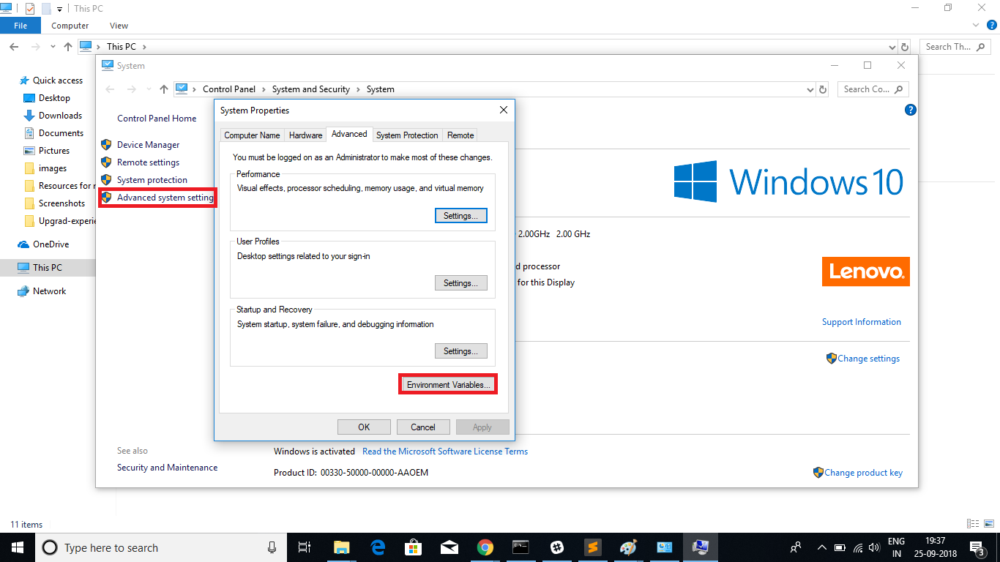 This PC
File
Computer
View
This PC
Search Th...
Quick access
Desktop
Downloads
Documents
Pictures
images
Resources for
Screenshots
OneDrive
This PC
Network
11 items
System
Control Panel
System and Security
System
Search Co...
Control Panel Home
Device Manager
Remote settings
System protection
Advanced system setting
See also
Security and Maintenance
System Properties
Computer Name
Hardware
Advanced
System Protection
Remote
You must be logged on as an Administrator to make most of these changes.
Performance
Visual effects, processor scheduling, memory usage, and virtual memory
Settings...
User Profiles
Desktop settings related to your sign-in
Settings...
Startup and Recovery
System startup, system failure, and debugging information
Settings...
Environment Variables...
OK
Cancel
Apply
Windows 10
2.00GHz 2.00 GHz
d processor
for this Display
Lenovo
Support Information
Change settings
Windows is activated Read the Microsoft Software License Terms
Product ID: 00330-50000-00000-AAOEM
Change product key
Type here to search
ENG
IN
19:37
25-09-2018
3